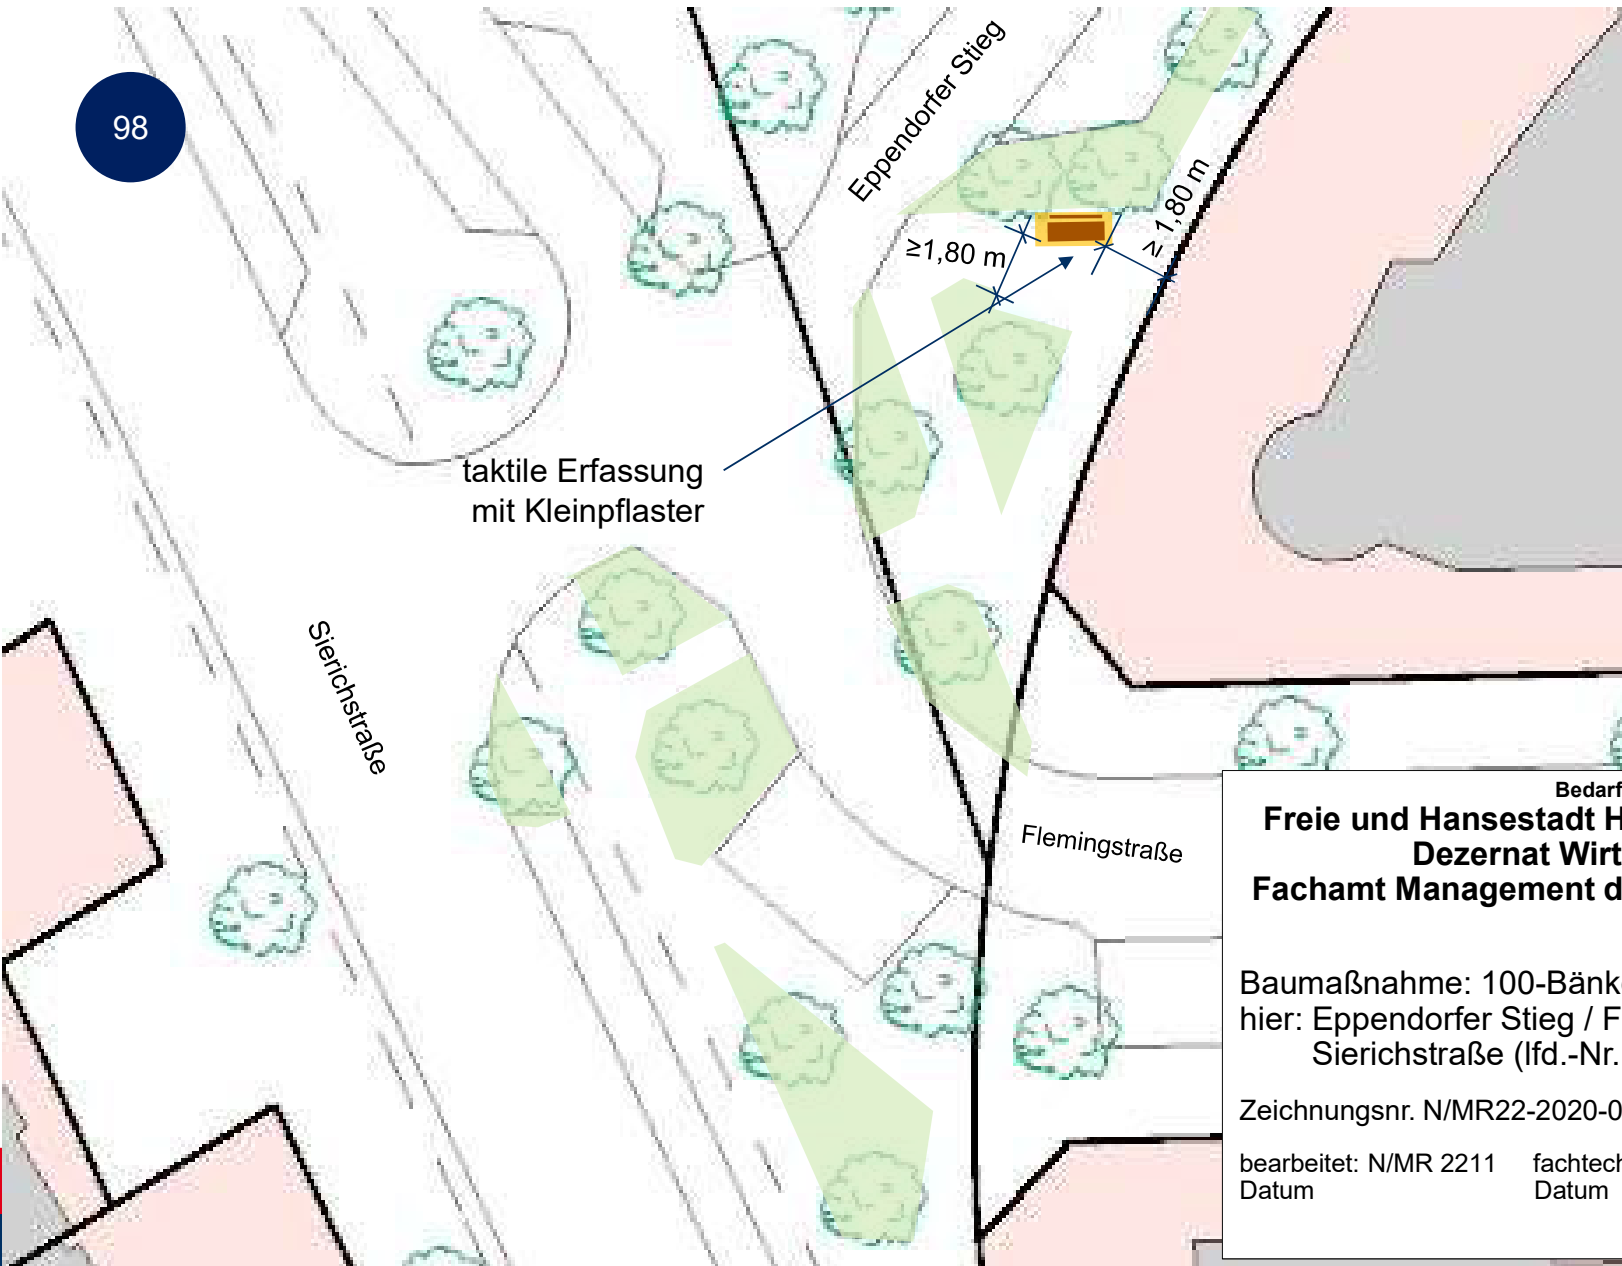 98
Eppendorfer Stieg
≥1,80 m
≥ 1,80 m
taktile Erfassung
mit Kleinpflaster
Sierichstraße
Flemingstraße
Bedarf
Freie und Hansestadt H
Dezernat Wirt
Fachamt Management d
Baumaßnahme: 100-Bänk
hier: Eppendorfer Stieg / F
Sierichstraße (lfd.-Nr.
Zeichnungsnr. N/MR22-2020-0
bearbeitet: N/MR 2211 fachtech
Datum Datum